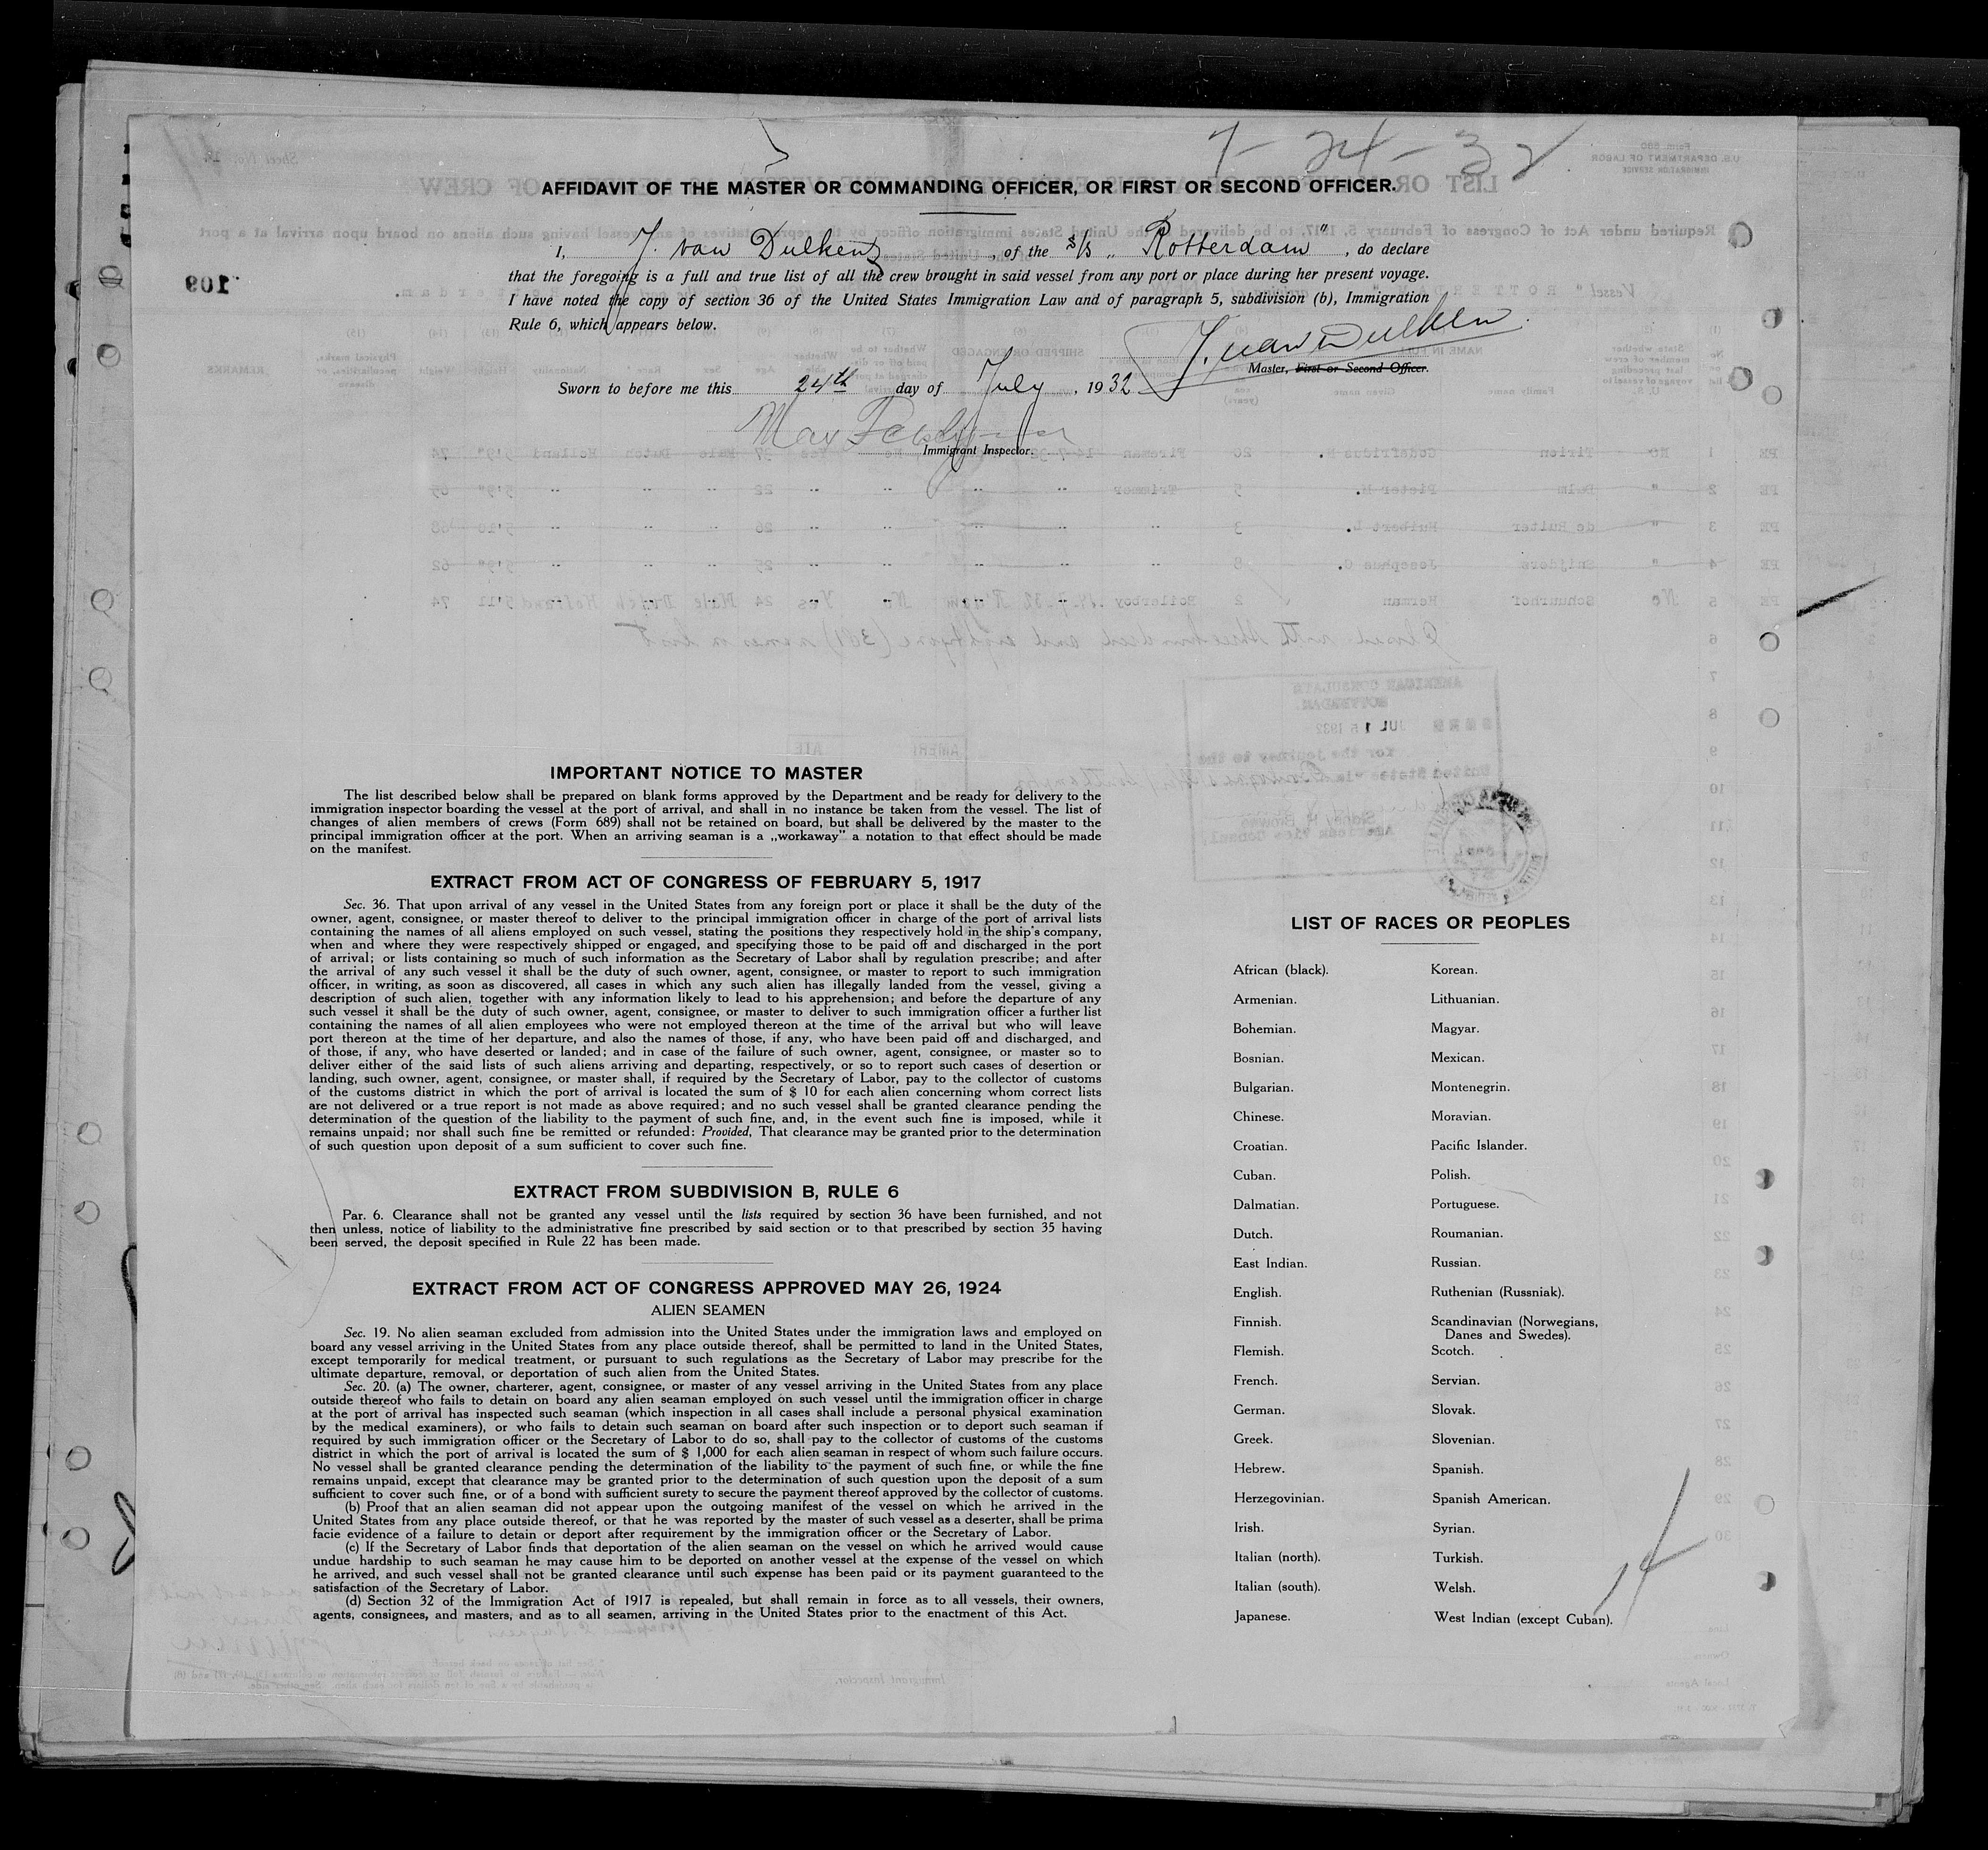 7-24-32
AFFIDAVIT OF THE MASTER OR COMMANDING OFFICER, OR FIRST OR SECOND OFFICER.
I, J. van Dulken, of the s/s „ Rotterdam", do declare
that the foregoing is a full and true list of all the crew brought in said vessel from any port or place during her present voyage.
I have noted the copy of section 36 of the United States Immigration Law and of paragraph 5, subdivision (b), Immigration
Rule 6, which appears below.
J. van Dulken
Master, First or Second Officer.
Sworn to before me this 24th day of July, 1932
Max
Immigrant Inspector.
IMPORTANT NOTICE TO MASTER
The list described below shall be prepared on blank forms approved by the Department and be ready for delivery to the
immigration inspector boarding the vessel at the port of arrival, and shall in no instance be taken from the vessel. The list of
changes of alien members of crews (Form 689) shall not be retained on board, but shall be delivered by the master to the
principal immigration officer at the port. When an arriving seaman is a „workaway" a notation to that effect should be made
on the manifest.
EXTRACT FROM ACT OF CONGRESS OF FEBRUARY 5, 1917
Sec. 36. That upon arrival of any vessel in the United States from any foreign port or place it shall be the duty of the
owner, agent, consignee, or master thereof to deliver to the principal immigration officer in charge of the port of arrival lists
containing the names of all aliens employed on such vessel, stating the positions they respectively hold in the ship's company,
when and where they were respectively shipped or engaged, and specifying those to be paid off and discharged in the port
of arrival; or lists containing so much of such information as the Secretary of Labor shall by regulation prescribe; and after
the arrival of any such vessel it shall be the duty of such owner, agent, consignee, or master to report to such immigration
officer, in writing, as soon as discovered, all cases in which any such alien has illegally landed from the vessel, giving a
description of such alien, together with any information likely to lead to his apprehension; and before the departure of any
such vessel it shall be the duty of such owner, agent, consignee, or master to deliver to such immigration officer a further list
containing the names of all alien employees who were not employed thereon at the time of the arrival but who will leave
port thereon at the time of her departure, and also the names of those, if any, who have been paid off and discharged, and
of those, if any, who have deserted or landed; and in case of the failure of such owner, agent, consignee, or master so to
deliver either of the said lists of such aliens arriving and departing, respectively, or so to report such cases of desertion or
landing, such owner, agent, consignee, or master shall, if required by the Secretary of Labor, pay to the collector of customs
of the customs district in which the port of arrival is located the sum of $ 10 for each alien concerning whom correct lists
are not delivered or a true report is not made as above required; and no such vessel shall be granted clearance pending the
determination of the question of the liability to the payment of such fine, and, in the event such fine is imposed, while it
remains unpaid; nor shall such fine be remitted or refunded: Provided, That clearance may be granted prior to the determination
of such question upon deposit of a sum sufficient to cover such fine.
EXTRACT FROM SUBDIVISION B, RULE 6
Par. 6. Clearance shall not be granted any vessel until the lists required by section 36 have been furnished, and not
then unless, notice of liability to the administrative fine prescribed by said section or to that prescribed by section 35 having
been served, the deposit specified in Rule 22 has been made.
EXTRACT FROM ACT OF CONGRESS APPROVED MAY 26, 1924
ALIEN SEAMEN
Sec. 19. No alien seaman excluded from admission into the United States under the immigration laws and employed on
board any vessel arriving in the United States from any place outside thereof, shall be permitted to land in the United States,
except temporarily for medical treatment, or pursuant to such regulations as the Secretary of Labor may prescribe for the
ultimate departure, removal, or deportation of such alien from the United States.
Sec. 20. (a) The owner, charterer, agent, consignee, or master of any vessel arriving in the United States from any place
outside thereof who fails to detain on board any alien seaman employed on such vessel until the immigration officer in charge
at the port of arrival has inspected such seaman (which inspection in all cases shall include a personal physical examination
by the medical examiners), or who fails to detain such seaman on board after such inspection or to deport such seaman if
required by such immigration officer or the Secretary of Labor to do so, shall pay to the collector of customs of the customs
district in which the port of arrival is located the sum of $ 1,000 for each alien seaman in respect of whom such failure occurs.
No vessel shall be granted clearance pending the determination of the liability to the payment of such fine, or while the fine
remains unpaid, except that clearance may be granted prior to the determination of such question upon the deposit of a sum
sufficient to cover such fine, or of a bond with sufficient surety to secure the payment thereof approved by the collector of customs.
(b) Proof that an alien seaman did not appear upon the outgoing manifest of the vessel on which he arrived in the
United States from any place outside thereof, or that he was reported by the master of such vessel as a deserter, shall be prima
facie evidence of a failure to detain or deport after requirement by the immigration officer or the Secretary of Labor.
(c) If the Secretary of Labor finds that deportation of the alien seaman on the vessel on which he arrived would cause
undue hardship to such seaman he may cause him to be deported on another vessel at the expense of the vessel on which
he arrived, and such vessel shall not be granted clearance until such expense has been paid or its payment guaranteed to the
satisfaction of the Secretary of Labor.
(d) Section 32 of the Immigration Act of 1917 is repealed, but shall remain in force as to all vessels, their owners,
agents, consignees, and masters, and as to all seamen, arriving in the United States prior to the enactment of this Act.
LIST OF RACES OR PEOPLES
African (black). Korean.
Armenian. Lithuanian.
Bohemian. Magyar.
Bosnian. Mexican.
Bulgarian. Montenegrin.
Chinese. Moravian.
Croatian. Pacific Islander.
Cuban. Polish.
Dalmatian. Portuguese.
Dutch. Roumanian.
East Indian. Russian.
English. Ruthenian (Russniak).
Finnish. Scandinavian (Norwegians,
Danes and Swedes).
Flemish. Scotch.
French. Servian.
German. Slovak.
Greek. Slovenian.
Hebrew. Spanish.
Herzegovinian. Spanish American.
Irish. Syrian.
Italian (north). Turkish.
Italian (south). Welsh.
Japanese. West Indian (except Cuban).
14